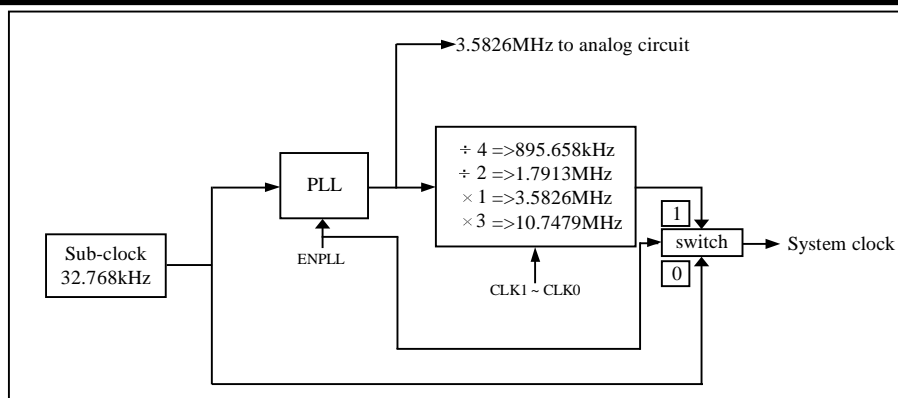 3.5826MHz to analog circuit
÷ 4 =>895.658kHz
÷ 2 =>1.7913MHz
× 1 =>3.5826MHz
× 3 =>10.7479MHz
PLL
1
switch
System clock
Sub-clock
32.768kHz
ENPLL
0
CLK1 ~ CLK0